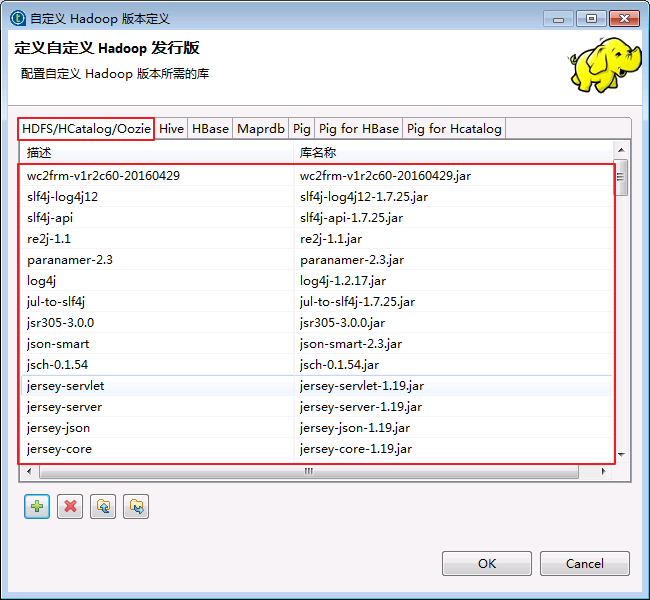 自定义 Hadoop 版本定义
定义自定义 Hadoop 发行版
配置自定义 Hadoop 版本所需的库
HDFS/HCatalog/Oozie Hive HBase Maprdb Pig Pig for HBase Pig for Hcatalog
描述 库名称
wc2frm-v1r2c60-20160429 wc2frm-v1r2c60-20160429.jar
slf4j-log4j12 slf4j-log4j12-1.7.25.jar
slf4j-api slf4j-api-1.7.25.jar
re2j-1.1 re2j-1.1.jar
paranamer-2.3 paranamer-2.3.jar
log4j log4j-1.2.17.jar
jul-to-slf4j jul-to-slf4j-1.7.25.jar
jsr305-3.0.0 jsr305-3.0.0.jar
json-smart json-smart-2.3.jar
jsch-0.1.54 jsch-0.1.54.jar
jersey-servlet jersey-servlet-1.19.jar
jersey-server jersey-server-1.19.jar
jersey-json jersey-json-1.19.jar
jersey-core jersey-core-1.19.jar
OK Cancel